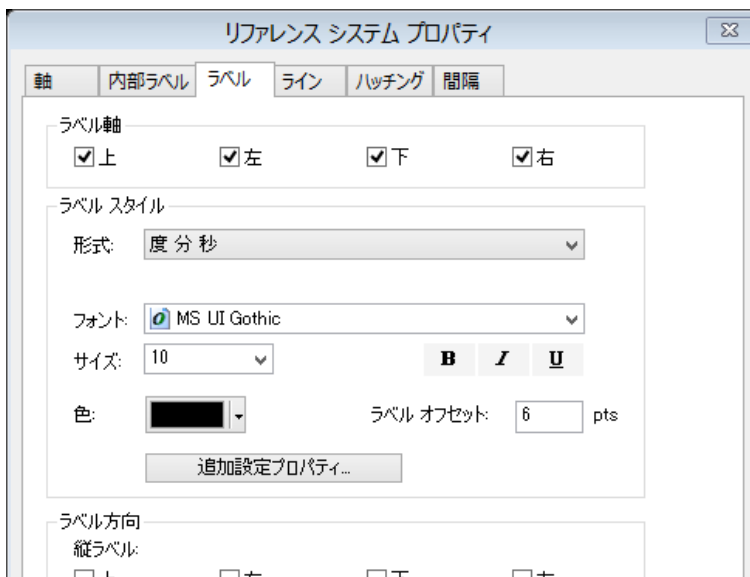 リファレンス システム プロパティ
軸 内部ラベル ラベル ライン ハッチング 間隔
ラベル軸
上 左 下 右
ラベル スタイル
形式: 度 分 秒
フォント: MS UI Gothic
サイズ: 10 B I U
色: ラベル オフセット: 6 pts
追加設定プロパティ...
ラベル方向
縦ラベル:
上 左 下 右